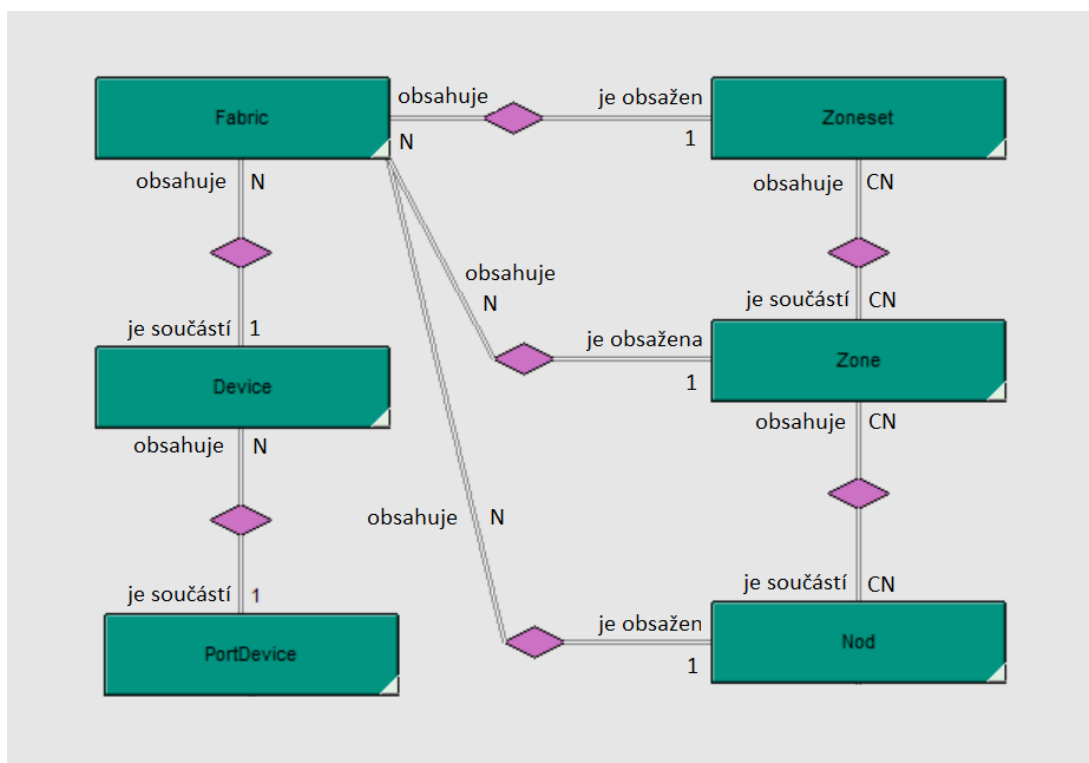 Fabric
obsahuje
je obsažen
Zoneset
N
1
obsahuje
N
obsahuje
CN
obsahuje
N
je součástí
1
je součástí
CN
je obsažena
1
Device
Zone
obsahuje
N
obsahuje
CN
obsahuje
N
je součástí
1
je součástí
CN
je obsažen
1
PortDevice
Nod